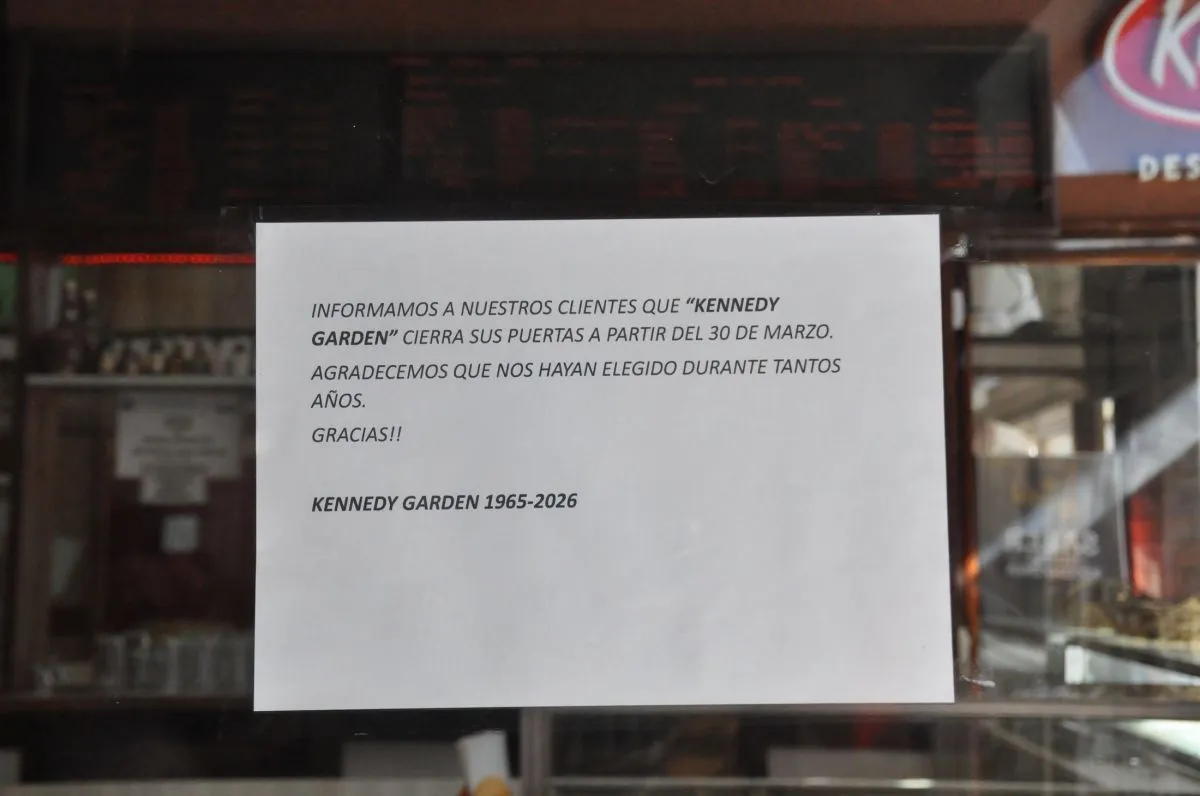 INFORMAMOS A NUESTROS CLIENTES QUE “KENNEDY
GARDEN” CIERRA SUS PUERTAS A PARTIR DEL 30 DE MARZO.
AGRADECEMOS QUE NOS HAYAN ELEGIDO DURANTE TANTOS
AÑOS.
GRACIAS!!
KENNEDY GARDEN 1965-2026